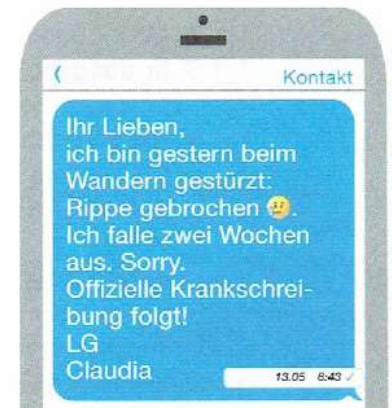 Kontakt
Ihr Lieben,
ich bin gestern beim
Wandern gestürzt:
Rippe gebrochen 😢.
Ich falle zwei Wochen
aus. Sorry.
Offizielle Krankschrei-
bung folgt!
LG
Claudia
13.05 6:43 ✓